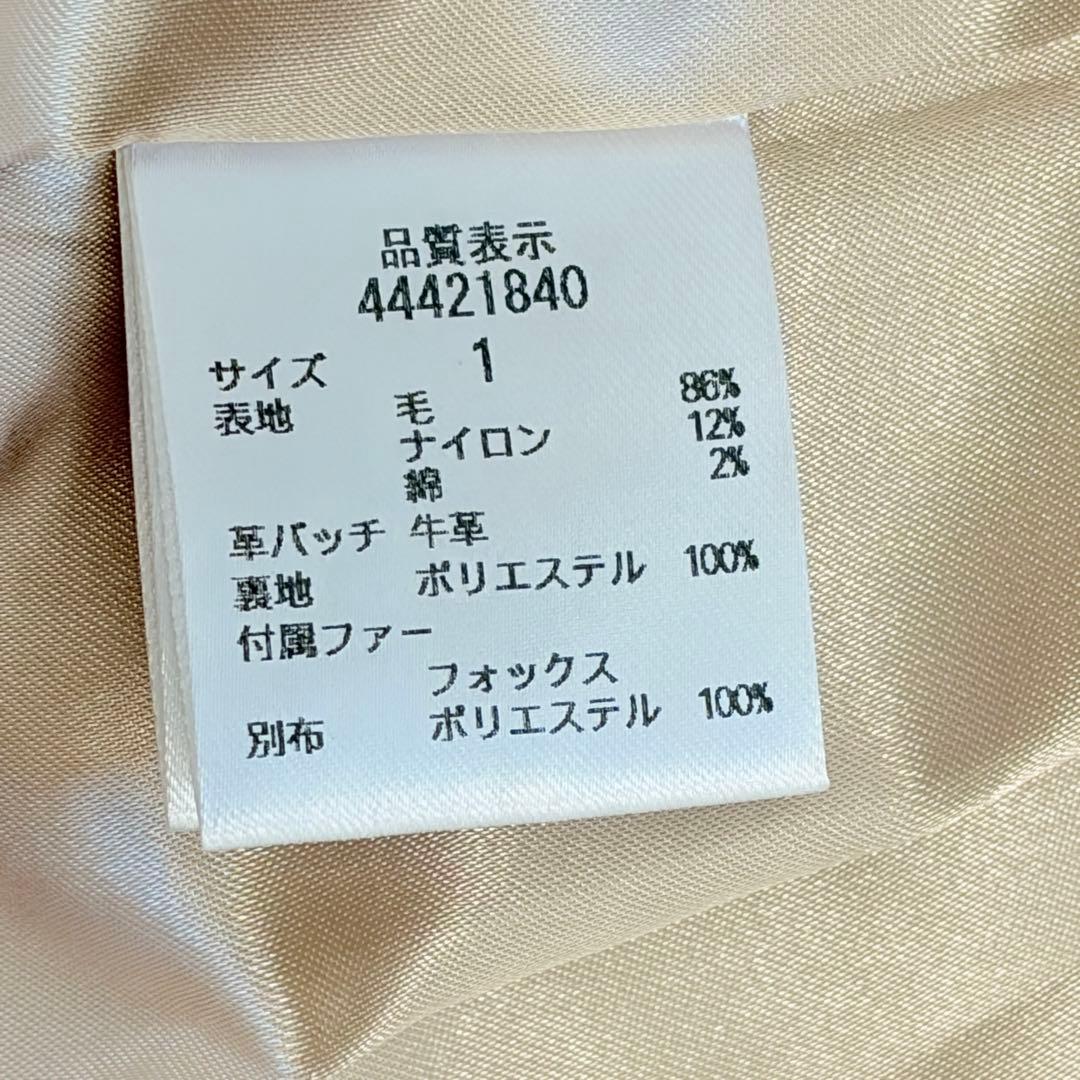 品質表示
44421840
サイズ 1
表地 毛 86%
ナイロン 12%
綿 2%
革パッチ 牛革
裏地 ポリエステル 100%
付属ファー
フォックス
別布 ポリエステル 100%